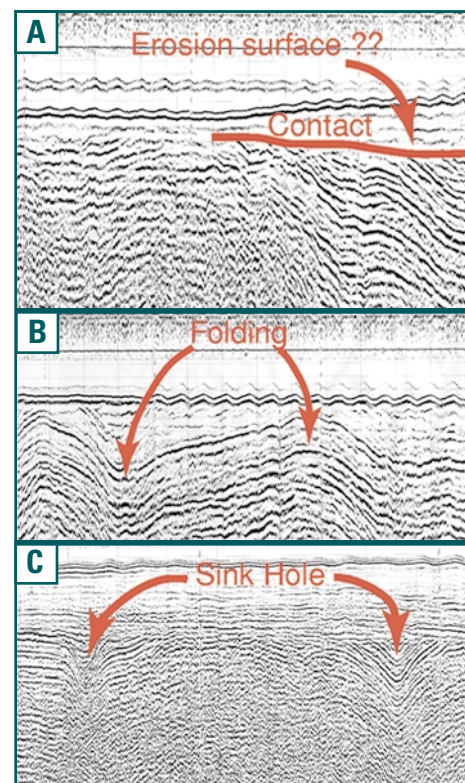 A
Erosion surface ??
Contact
B
Folding
C
Sink Hole